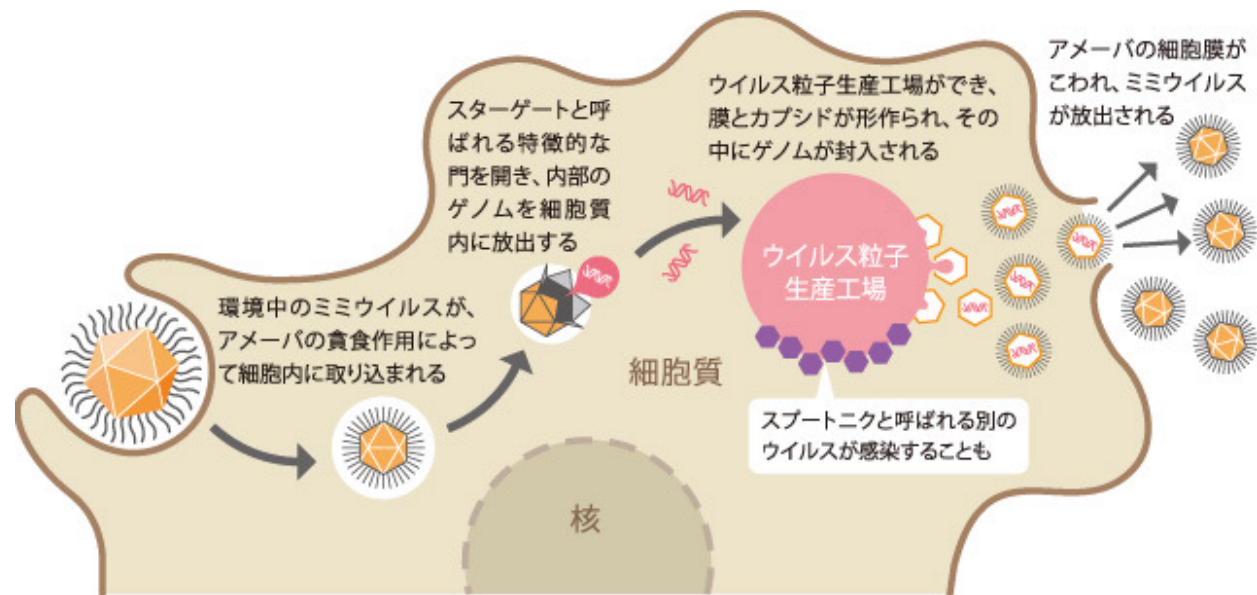 環境中のミミウイルスが、
アメーバの貪食作用によっ
て細胞内に取り込まれる
スターゲートと呼
ばれる特徴的な
門を開き、内部の
ゲノムを細胞質
内に放出する
ウイルス粒子生産工場ができ、
膜とカプシドが形作られ、その
中にゲノムが封入される
アメーバの細胞膜が
こわれ、ミミウイルス
が放出される
ウイルス粒子
生産工場
細胞質
スプートニクと呼ばれる別の
ウイルスが感染することも
核